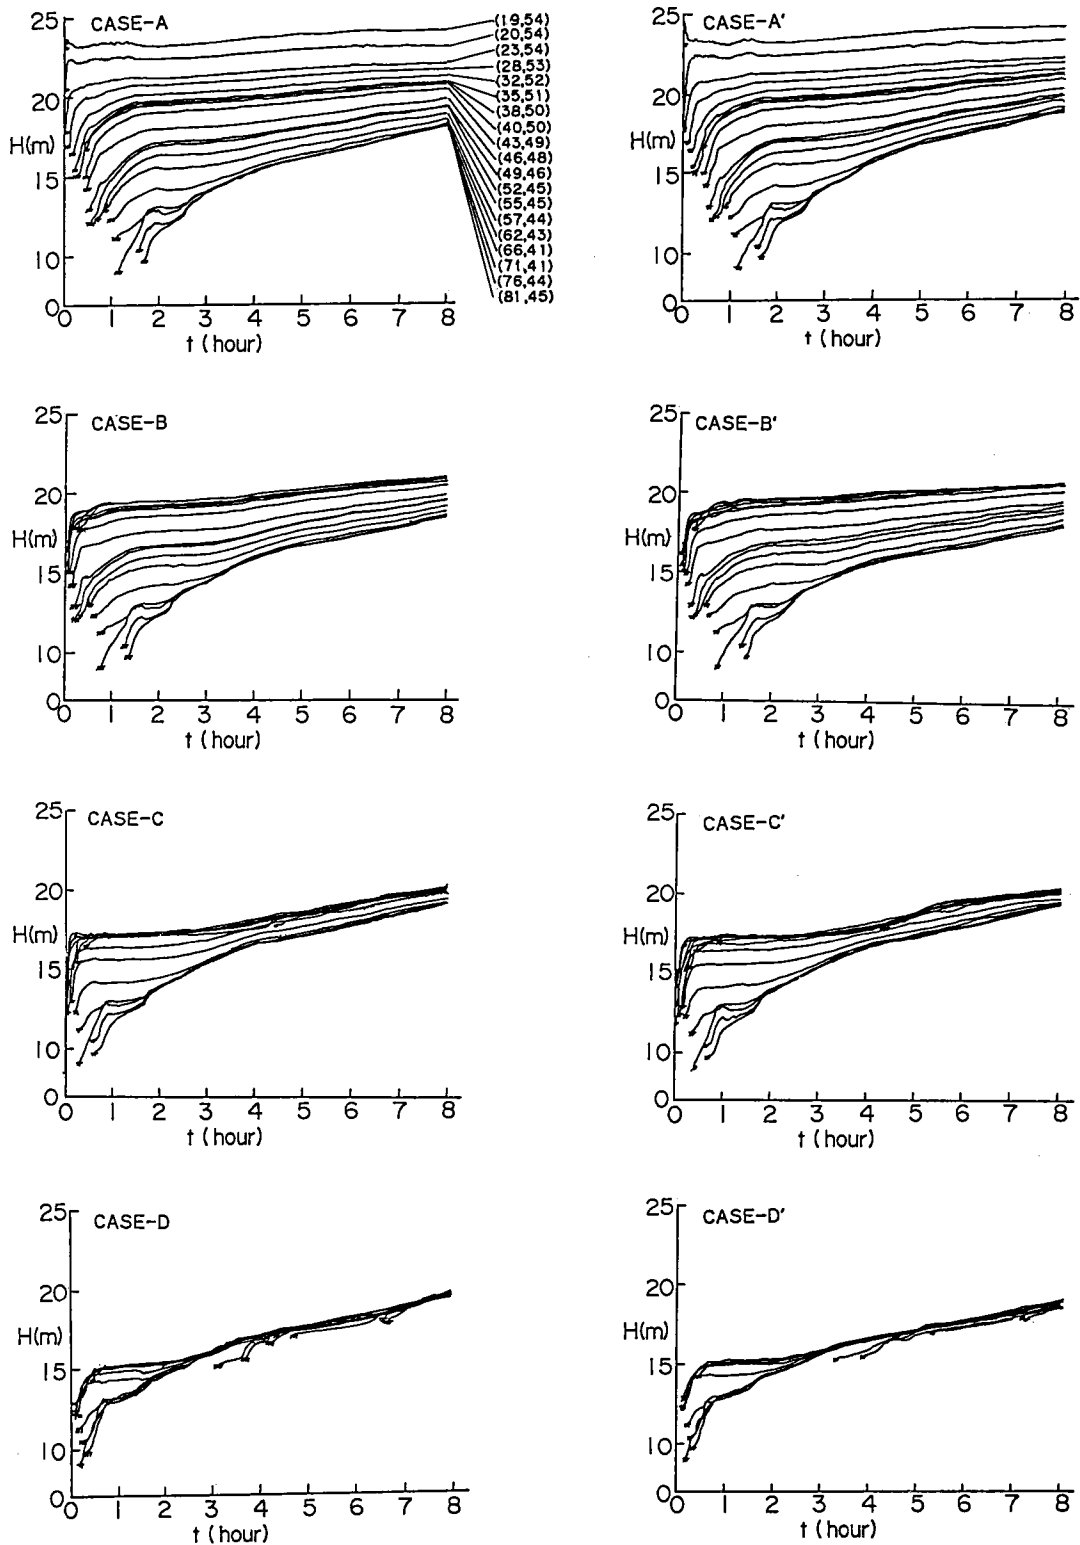 CASE-A
25
20
H(m)
15
10
0
0 1 2 3 4 5 6 7 8
t (hour)
(19,54)
(20,54)
(23,54)
(28,53)
(32,52)
(35,51)
(38,50)
(40,50)
(43,49)
(46,48)
(49,46)
(52,45)
(55,45)
(57,44)
(62,43)
(66,41)
(71,41)
(76,44)
(81,45)
CASE-A'
25
20
H(m)
15
10
0
0 1 2 3 4 5 6 7 8
t (hour)
CASE-B
25
20
H(m)
15
10
0
0 1 2 3 4 5 6 7 8
t (hour)
CASE-B'
25
20
H(m)
15
10
0
0 1 2 3 4 5 6 7 8
t (hour)
CASE-C
25
20
H(m)
15
10
0
0 1 2 3 4 5 6 7 8
t (hour)
CASE-C'
25
20
H(m)
15
10
0
0 1 2 3 4 5 6 7 8
t (hour)
CASE-D
25
20
H(m)
15
10
0
0 1 2 3 4 5 6 7 8
t (hour)
CASE-D'
25
20
H(m)
15
10
0
0 1 2 3 4 5 6 7 8
t (hour)